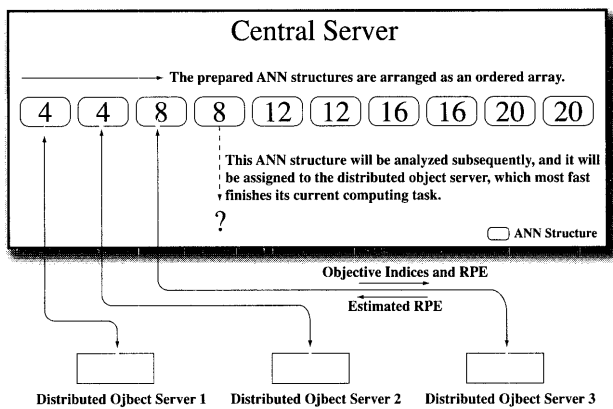 Central Server
The prepared ANN structures are arranged as an ordered array.
4 4 8 8 12 12 16 16 20 20
This ANN structure will be analyzed subsequently, and it will
be assigned to the distributed object server, which most fast
finishes its current computing task.
?
ANN Structure
Objective Indices and RPE
Estimated RPE
Distributed Ojbect Server 1 Distributed Ojbect Server 2 Distributed Ojbect Server 3